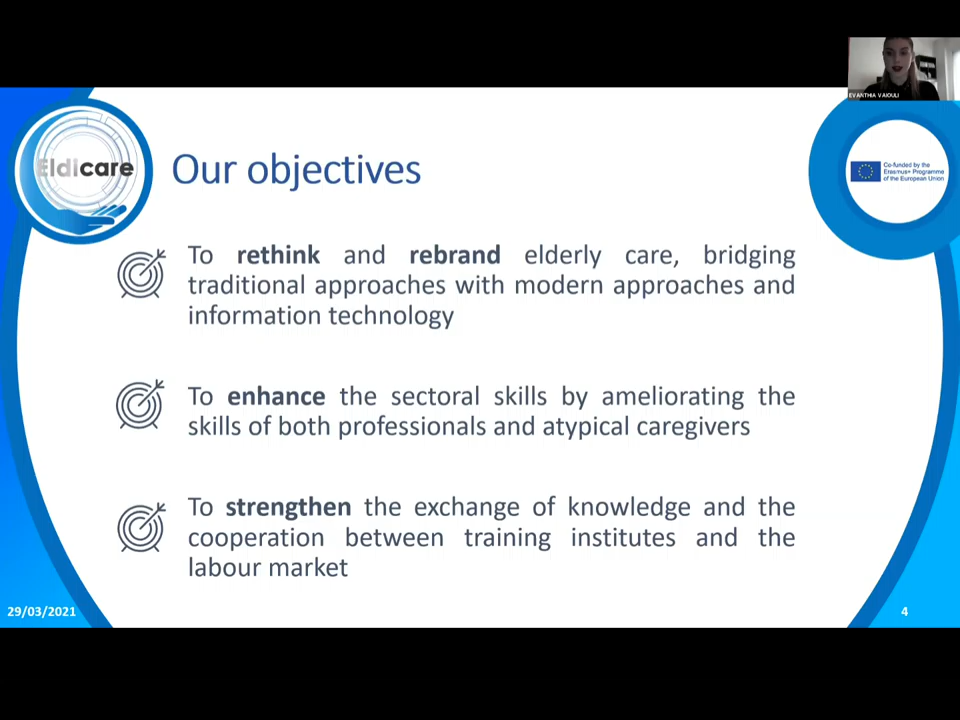 EVANTHIA VAIOULI
Eldicare
Our objectives
Co-funded by the
Erasmus+ Programme
of the European Union
To rethink and rebrand elderly care, bridging
traditional approaches with modern approaches and
information technology
To enhance the sectoral skills by ameliorating the
skills of both professionals and atypical caregivers
To strengthen the exchange of knowledge and the
cooperation between training institutes and the
labour market
29/03/2021
4